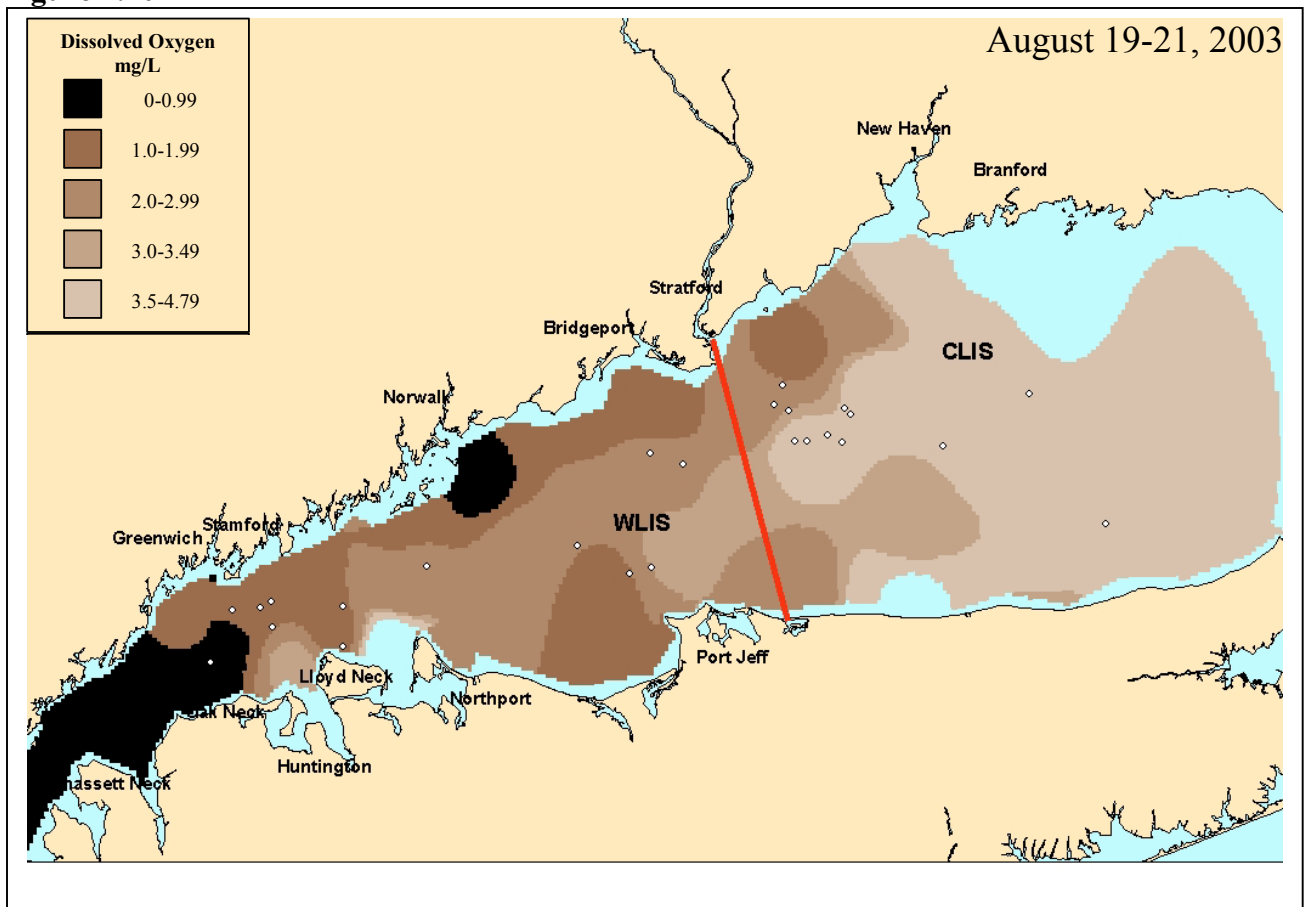 August 19-21, 2003
Dissolved Oxygen
mg/L
0-0.99
1.0-1.99
2.0-2.99
3.0-3.49
3.5-4.79
New Haven
Branford
Stratford
Bridgeport
CLIS
Norwalk
WLIS
Stamford
Greenwich
Port Jeff
Lloyd Neck
Northport
Neck
Huntington
Neck